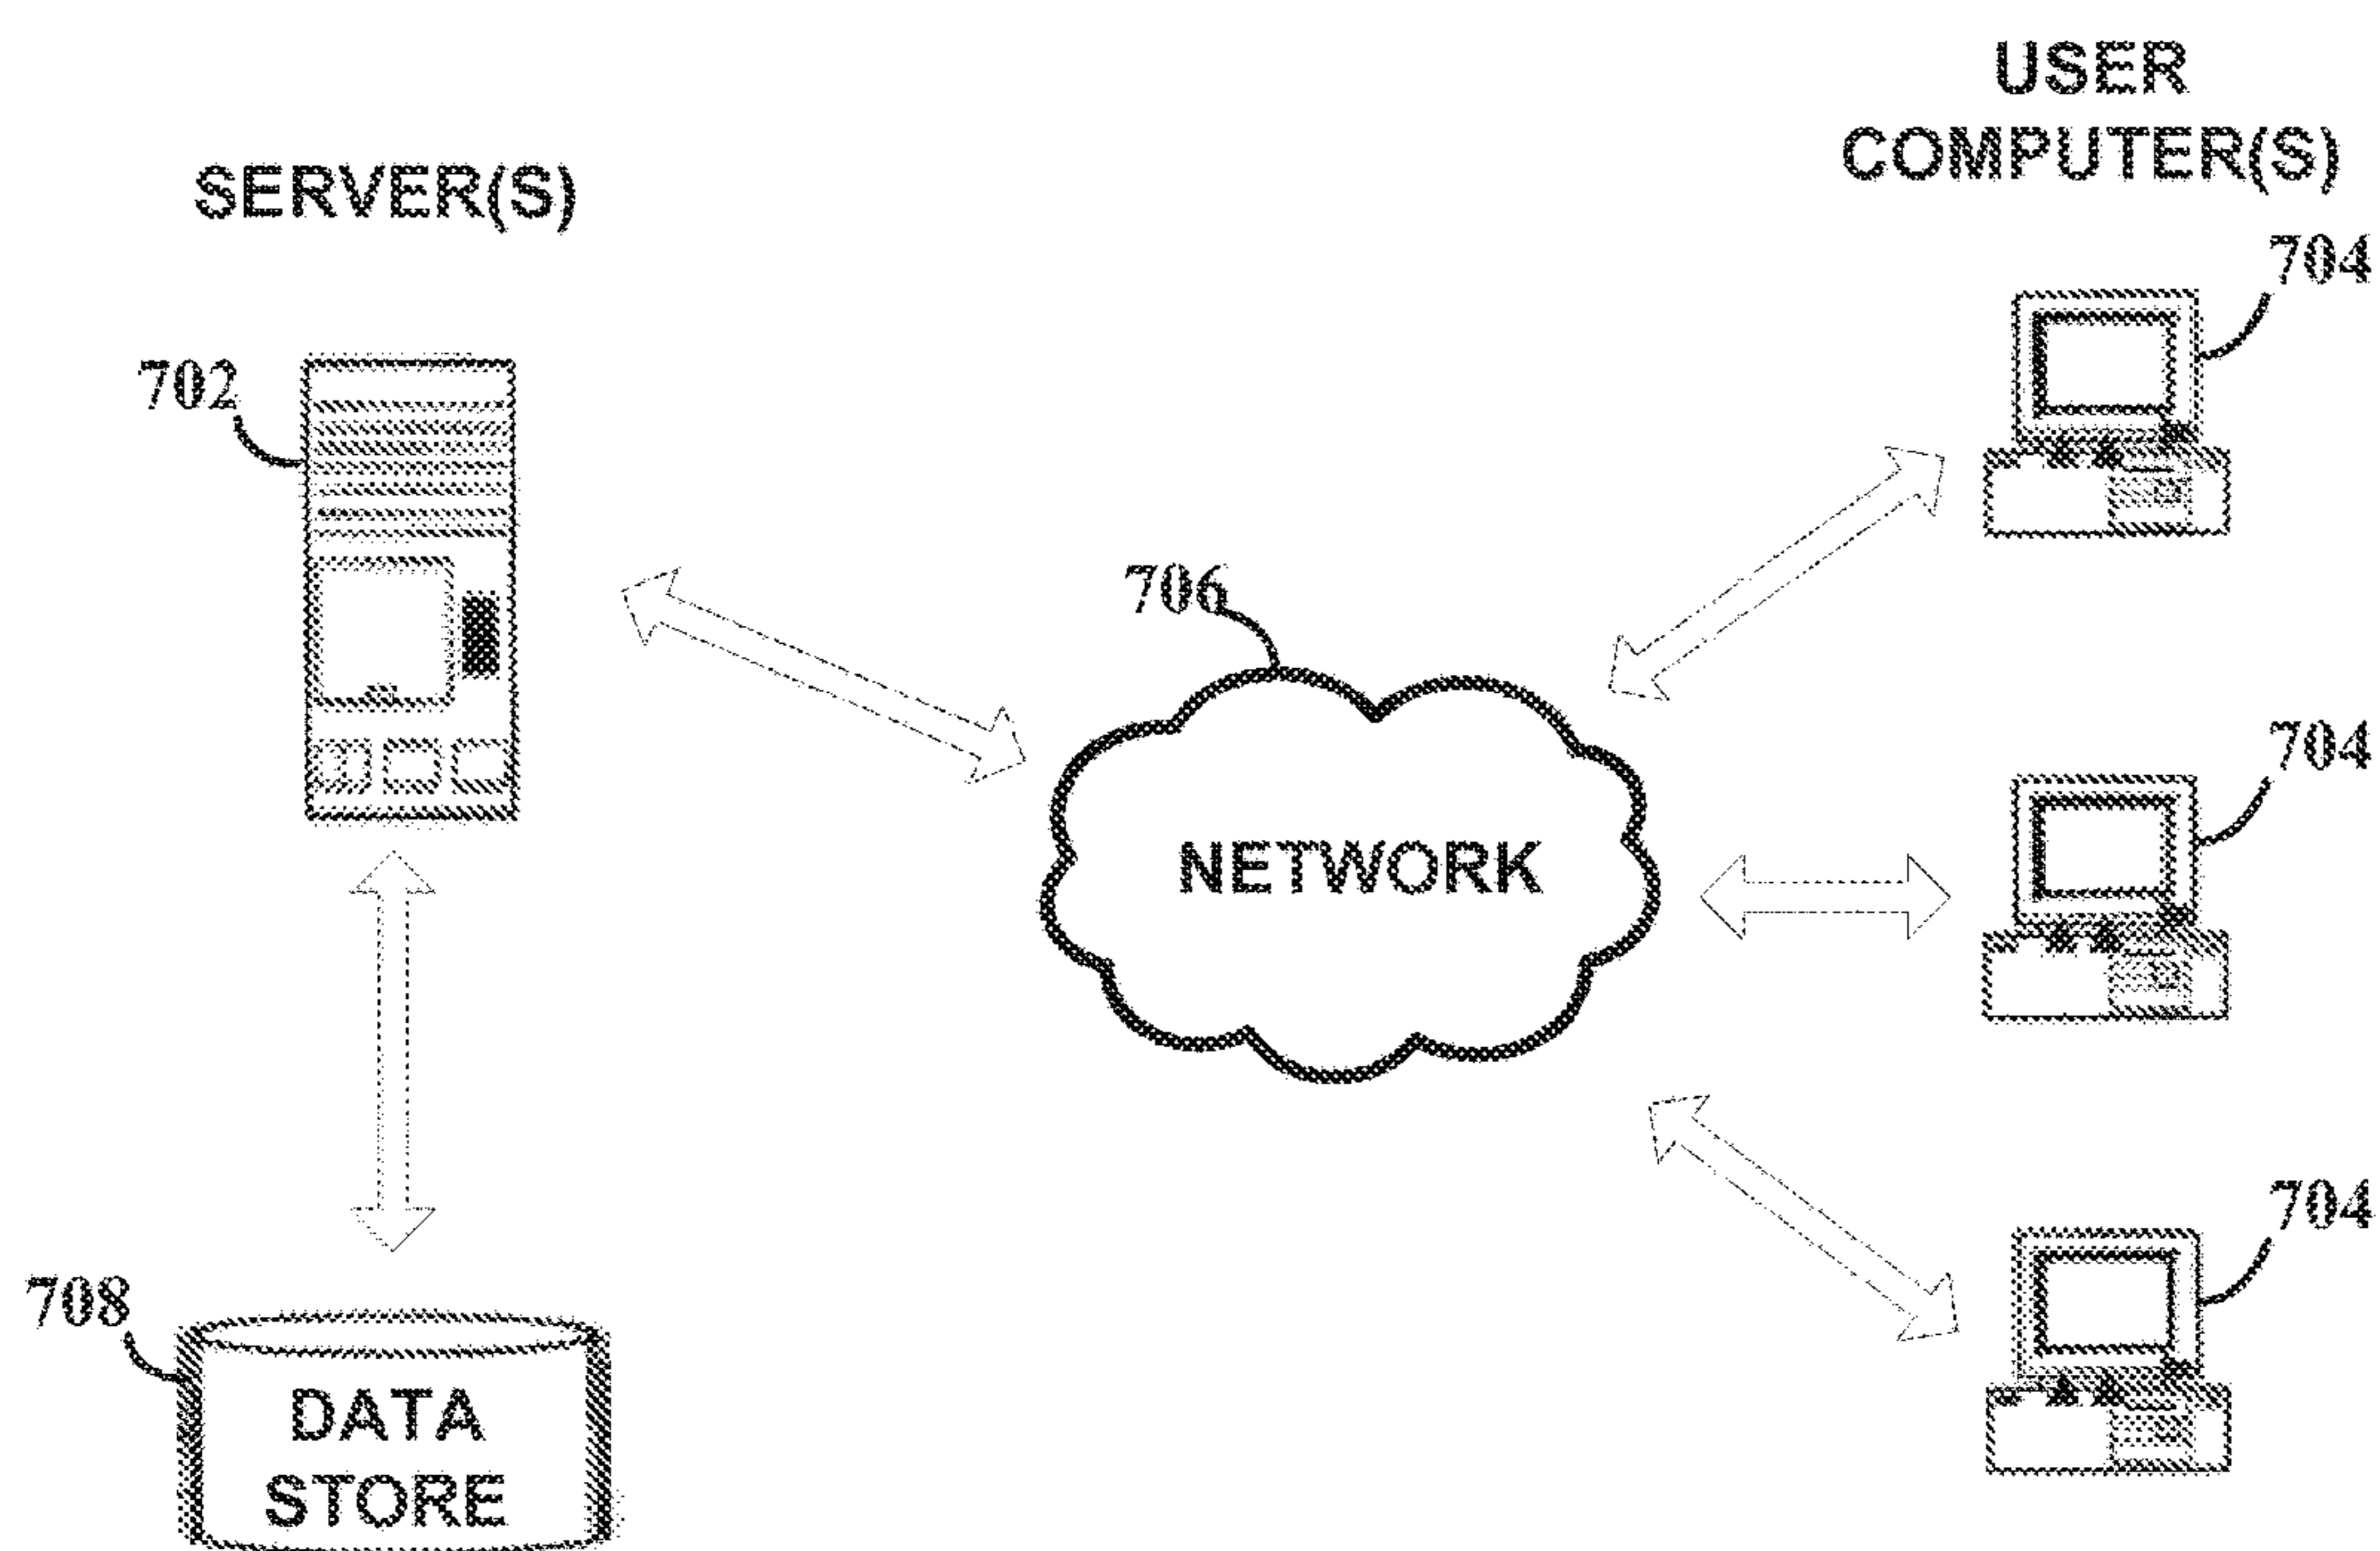 USER
COMPUTER(S)
SERVER(S)
704
702
706
704
NETWORK
704
708
DATA
STORE